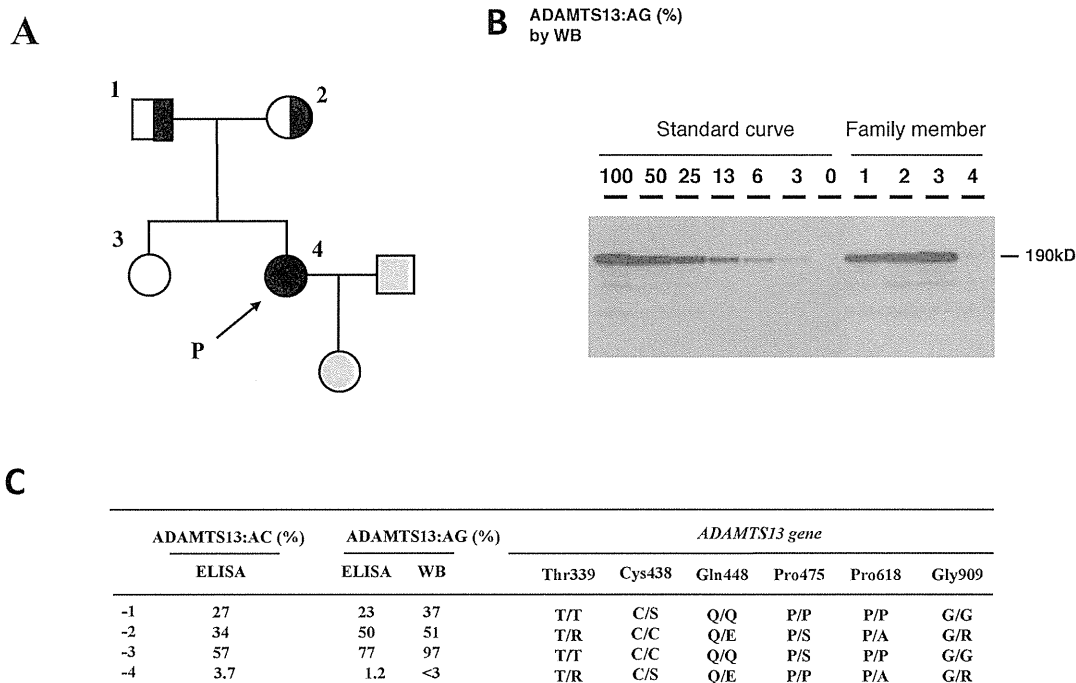 A
1
2
3
4
P
B
ADAMTS13:AG (%)
by WB
Standard curve Family member
100 50 25 13 6 3 0 1 2 3 4
190kD
C
ADAMTS13:AC (%) ADAMTS13:AG (%) ADAMTS13 gene
ELISA ELISA WB Thr339 Cys438 Gln448 Pro475 Pro618 Gly909
-1 27 23 37 T/T C/S Q/Q P/P P/P G/G
-2 34 50 51 T/R C/C Q/E P/S P/A G/R
-3 57 77 97 T/T C/C Q/Q P/S P/P G/G
-4 3.7 1.2 <3 T/R C/S Q/E P/P P/A G/R